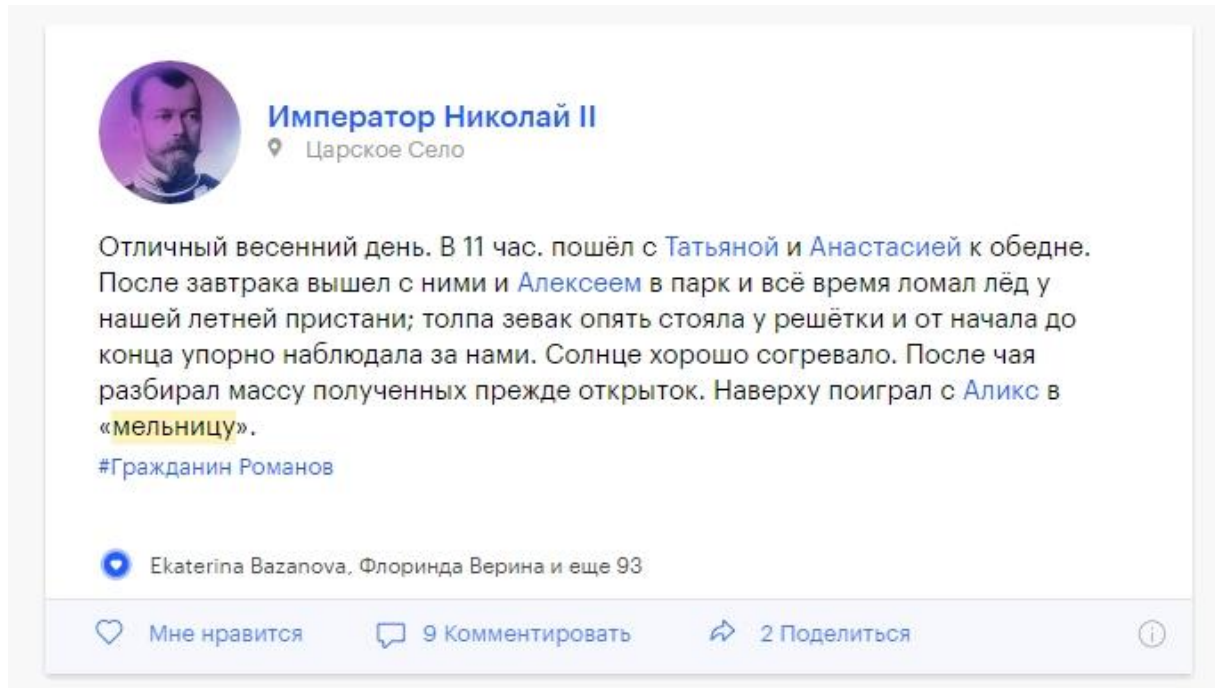 Император Николай II
Царское Село
Отличный весенний день. В 11 час. пошёл с Татьяной и Анастасией к обедне.
После завтрака вышел с ними и Алексеем в парк и всё время ломал лёд у
нашей летней пристани; толпа зевак опять стояла у решётки и от начала до
конца упорно наблюдала за нами. Солнце хорошо согревало. После чая
разбирал массу полученных прежде открыток. Наверху поиграл с Аликс в
«мельницу».
#Гражданин Романов
Ekaterina Bazanova, Флоринда Верина и еще 93
Мне нравится 9 Комментировать 2 Поделиться